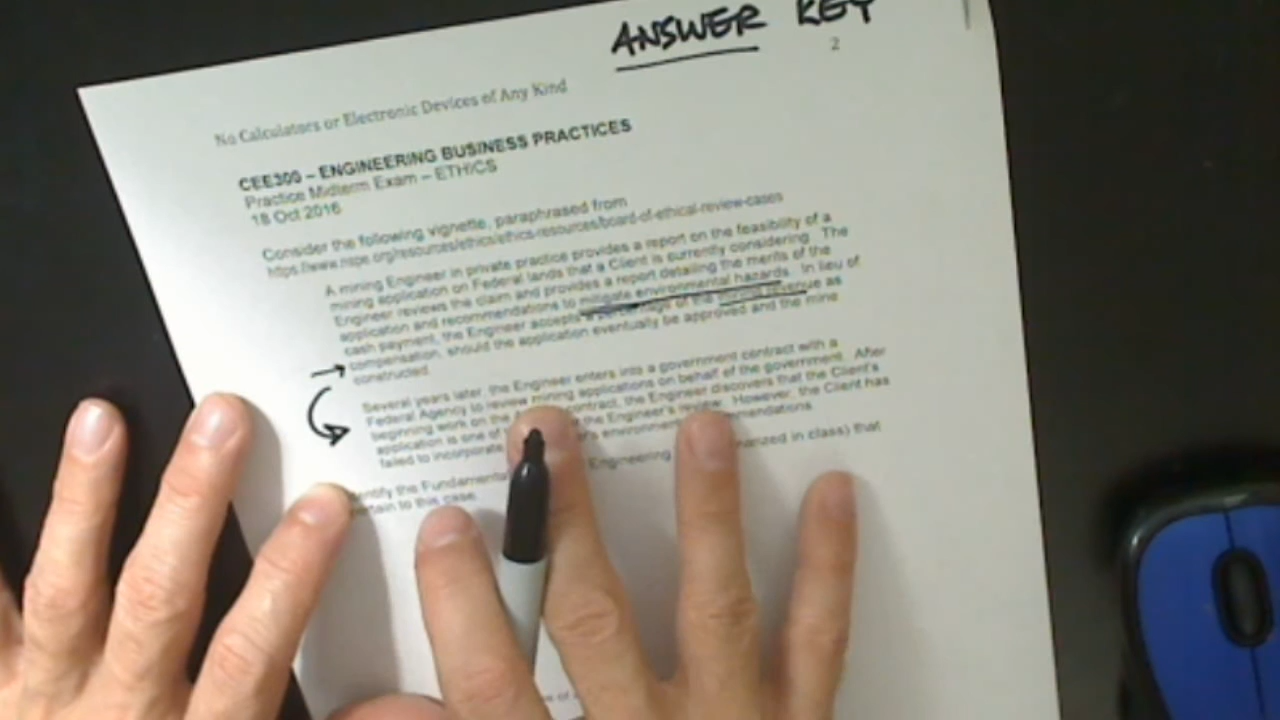 ANSWER KEY
2
No Calculators or Electronic Devices of Any Kind
CEE300 – ENGINEERING BUSINESS PRACTICES
Practice Midterm Exam – ETHICS
18 Oct 2016
Consider the following vignette, paraphrased from
https://www.nspe.org/resources/ethics/ethics-resources/board-of-ethical-review-cases
A mining Engineer in private practice provides a report on the feasibility of a
mining application on Federal lands that a Client is currently considering. The
Engineer reviews the claim and provides a report detailing the merits of the
application and recommendations to mitigate environmental hazards. In lieu of
cash payment, the Engineer accepts a percentage of the mining revenue as
compensation, should the application eventually be approved and the mine
constructed.
Several years later, the Engineer enters into a government contract with a
Federal Agency to review mining applications on behalf of the government. After
beginning work on the contract, the Engineer discovers that the Client's
application is one of the Engineer's review. However, the Client has
failed to incorporate environmental
the Fundamental Engineering in class) that
to this case.